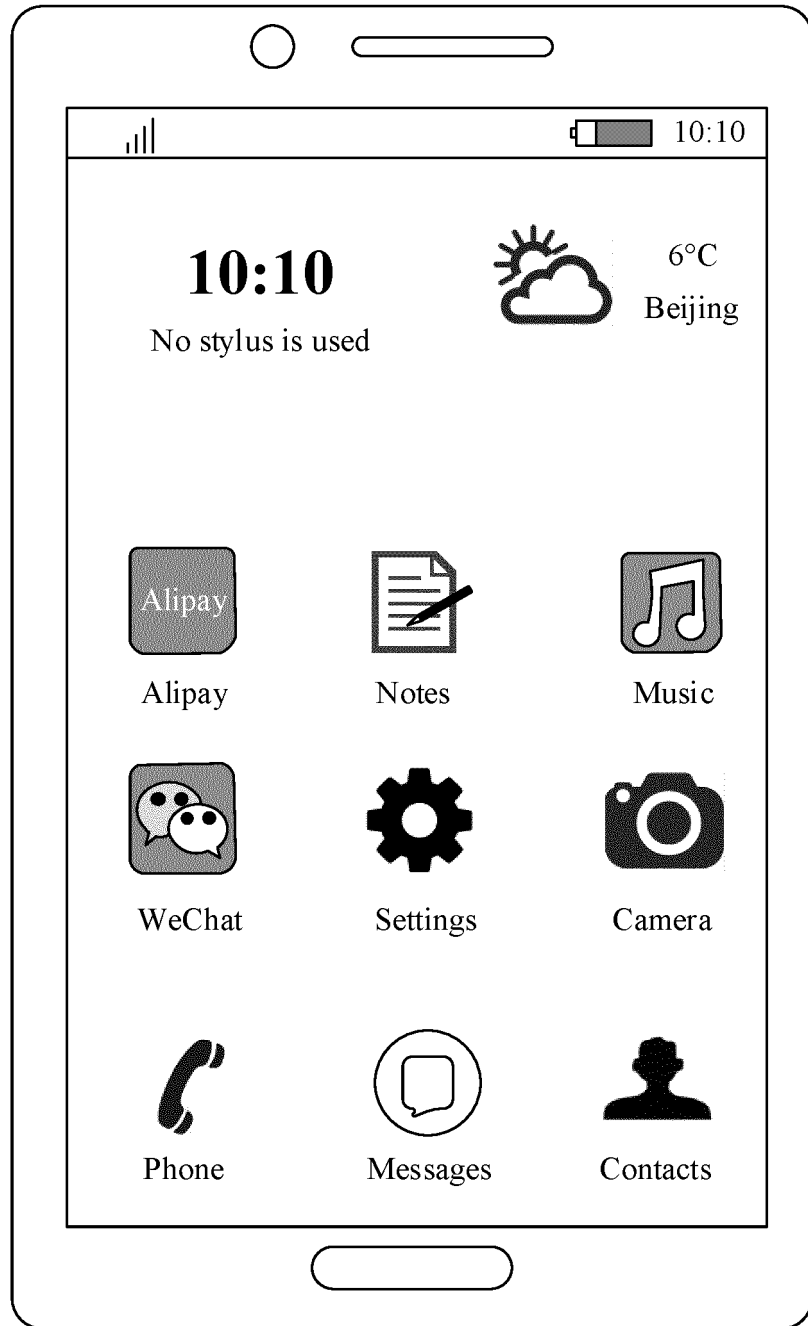 10:10
10:10
6°C
Beijing
No stylus is used
Alipay
Alipay
Notes
Music
WeChat
Settings
Camera
Phone
Messages
Contacts